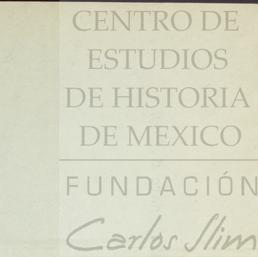 CENTRO DE
ESTUDIOS
DE HISTORIA
DE MEXICO
FUNDACIÓN
Carlos Slim